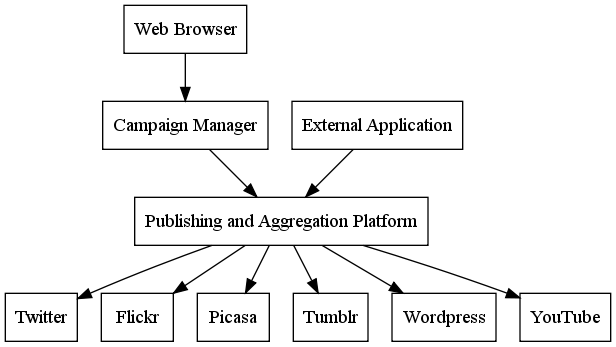 Web Browser
Campaign Manager
External Application
Publishing and Aggregation Platform
Twitter
Flickr
Picasa
Tumblr
Wordpress
YouTube